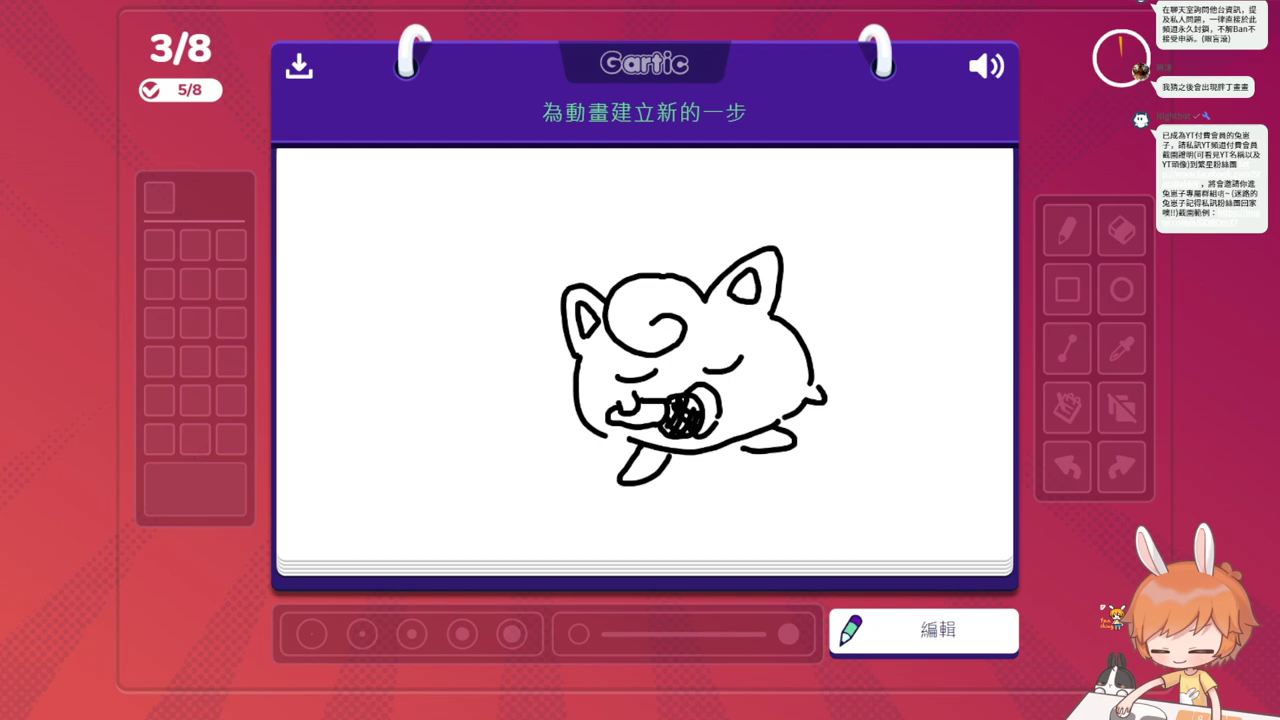 3/8
5/8
Gartic
為動畫建立新的一步
編輯
在聊天室詢問他台資訊，提
及私人問題，一律直接於此
頻道永久封鎖，不解Ban不
接受申訴。(眼盲淦)
我猜之後會出現胖丁畫畫
Nightbot
已成為YT付費會員的兔崽
子，請私訊YT頻道付費會員
截圖證明(可看見YT名稱以及
YT頭像)到繁星粉絲團
，將會邀請你進
兔崽子專屬群組唷~ (迷路的
兔崽子記得私訊粉絲團回家
噢!!)截圖範例：